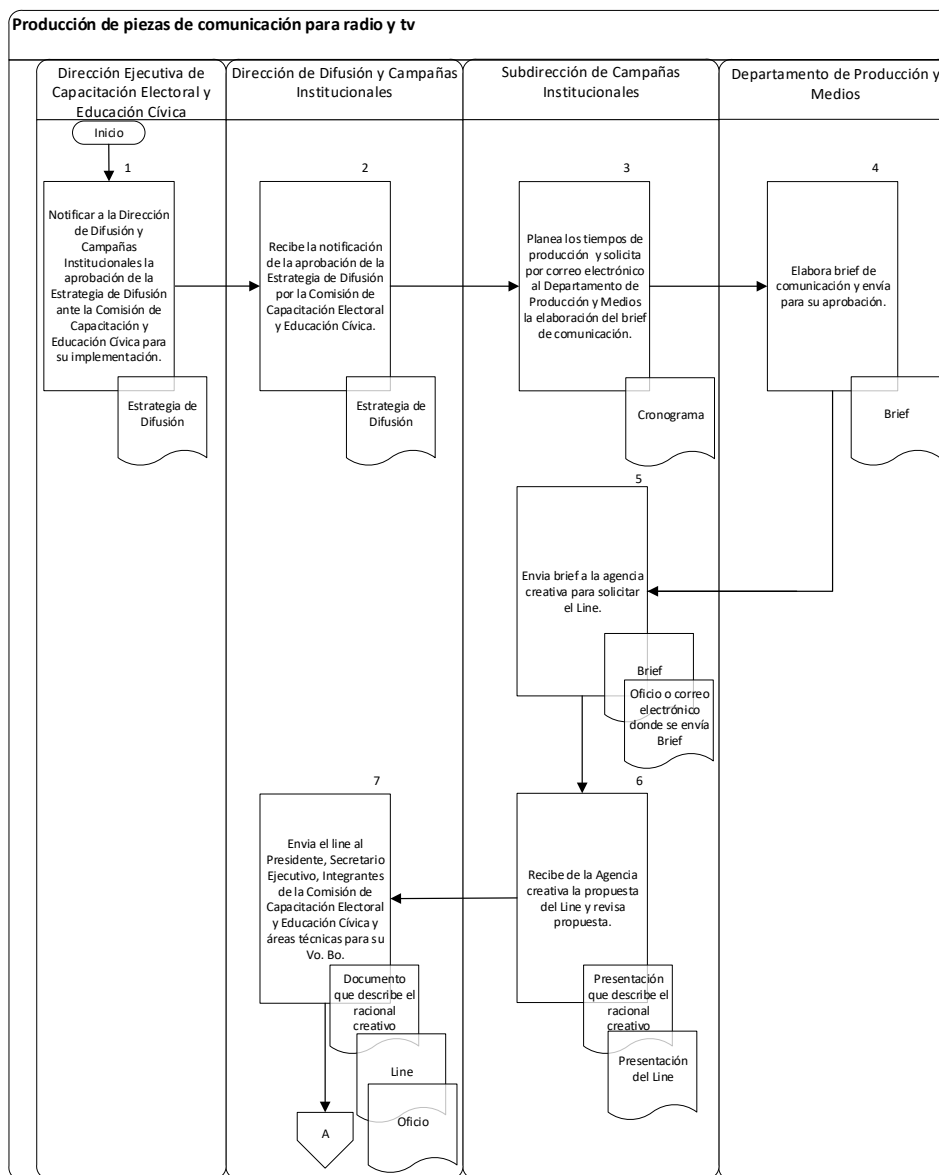 Producción de piezas de comunicación para radio y tv
Dirección Ejecutiva de
Capacitación Electoral y
Educación Cívica
Dirección de Difusión y Campañas
Institucionales
Subdirección de Campañas
Institucionales
Departamento de Producción y
Medios
Inicio
1
Notificar a la Dirección
de Difusión y
Campañas
Institucionales la
aprobación de la
Estrategia de Difusión
ante la Comisión de
Capacitación y
Educación Cívica para
su implementación.
Estrategia de
Difusión
2
Recibe la notificación
de la aprobación de la
Estrategia de Difusión
por la Comisión de
Capacitación Electoral
y Educación Cívica.
Estrategia de
Difusión
3
Planea los tiempos de
producción y solicita
por correo electrónico
al Departamento de
Producción y Medios
la elaboración del brief
de comunicación.
Cronograma
4
Elabora brief de
comunicación y envía
para su aprobación.
Brief
5
Envia brief a la agencia
creativa para solicitar
el Line.
Brief
Oficio o correo
electrónico
donde se envía
Brief
6
Recibe de la Agencia
creativa la propuesta
del Line y revisa
propuesta.
Presentación
que describe el
racional
creativo
Presentación
del Line
7
Envia el line al
Presidente, Secretario
Ejecutivo, Integrantes
de la Comisión de
Capacitación Electoral
y Educación Cívica y
áreas técnicas para su
Vo. Bo.
Documento
que describe el
racional
creativo
Line
Oficio
A